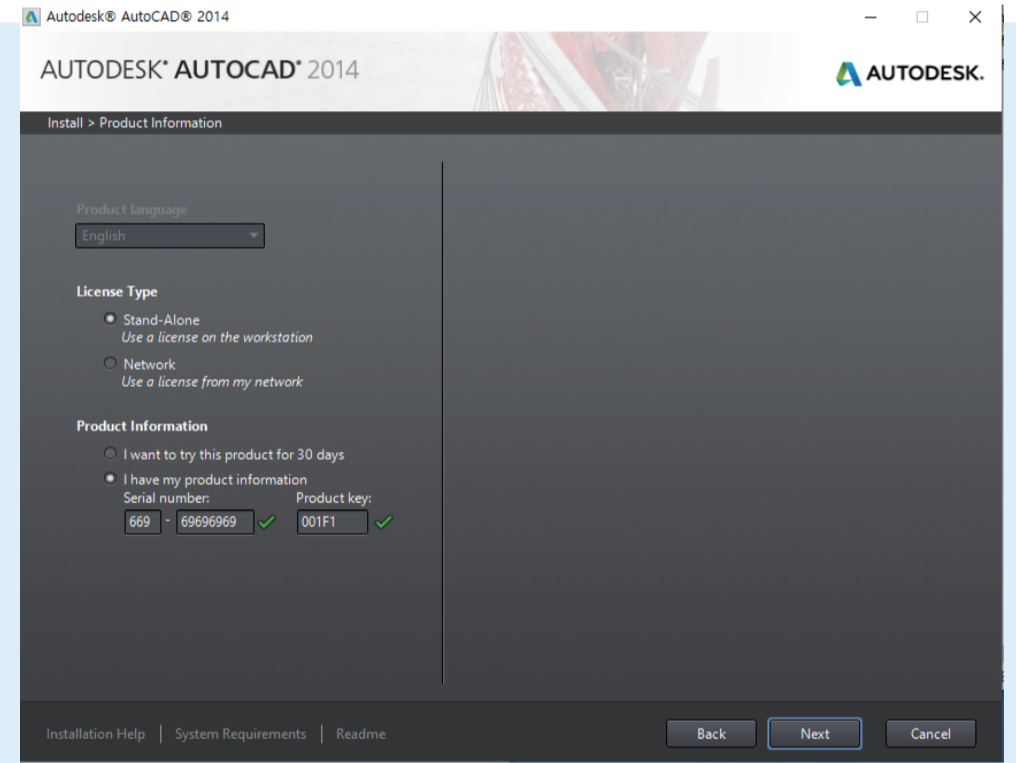 Autodesk® AutoCAD® 2014
AUTODESK® AUTOCAD® 2014
AUTODESK.
Install > Product Information
Product language
English
License Type
Stand-Alone
Use a license on the workstation
Network
Use a license from my network
Product Information
I want to try this product for 30 days
I have my product information
Serial number: Product key:
669 - 69696969 001F1
Installation Help | System Requirements | Readme
Back Next Cancel